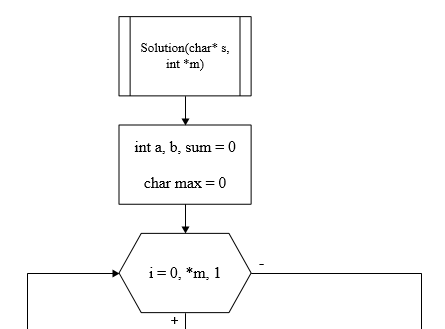 Solution(char* s,
int *m)
int a, b, sum = 0
char max = 0
i = 0, *m, 1
-
+